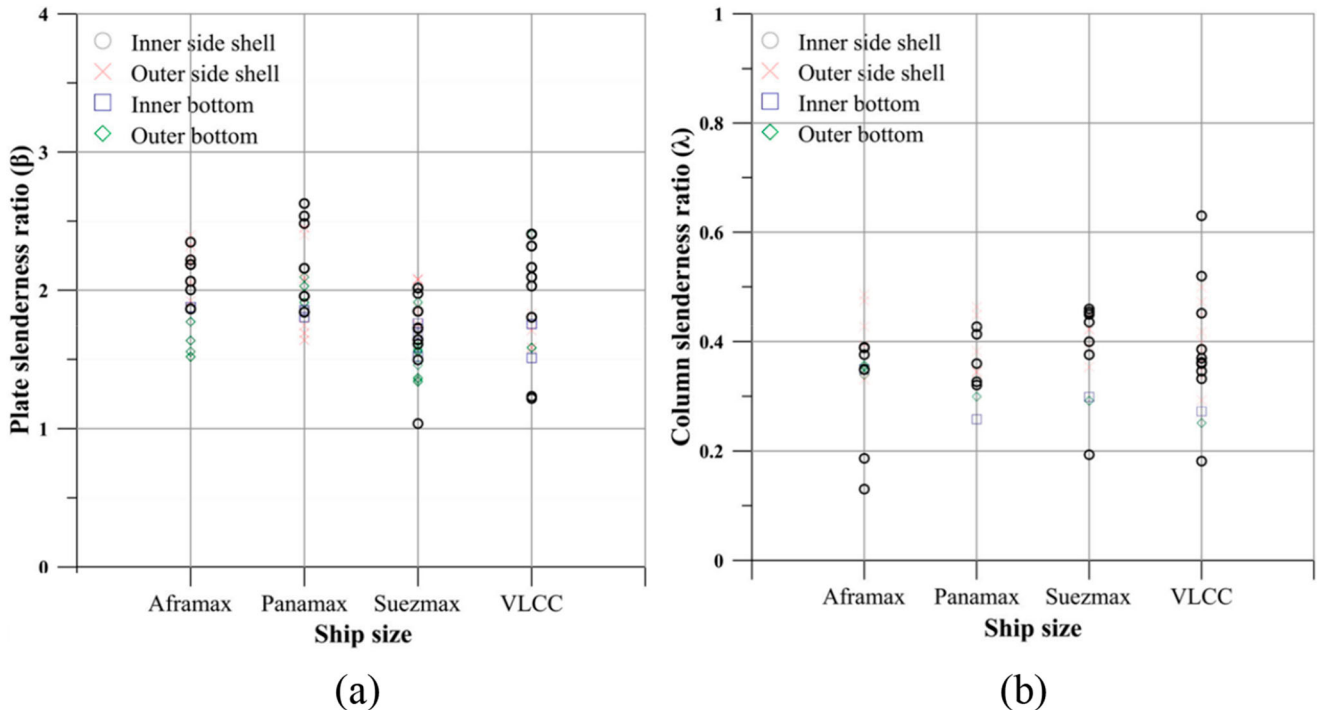 4
3
2
1
0
Plate slenderness ratio (β)
Inner side shell
Outer side shell
Inner bottom
Outer bottom
Aframax Panamax Suezmax VLCC
Ship size
(a)
1
0.8
0.6
0.4
0.2
0
Column slenderness ratio (λ)
Inner side shell
Outer side shell
Inner bottom
Outer bottom
Aframax Panamax Suezmax VLCC
Ship size
(b)